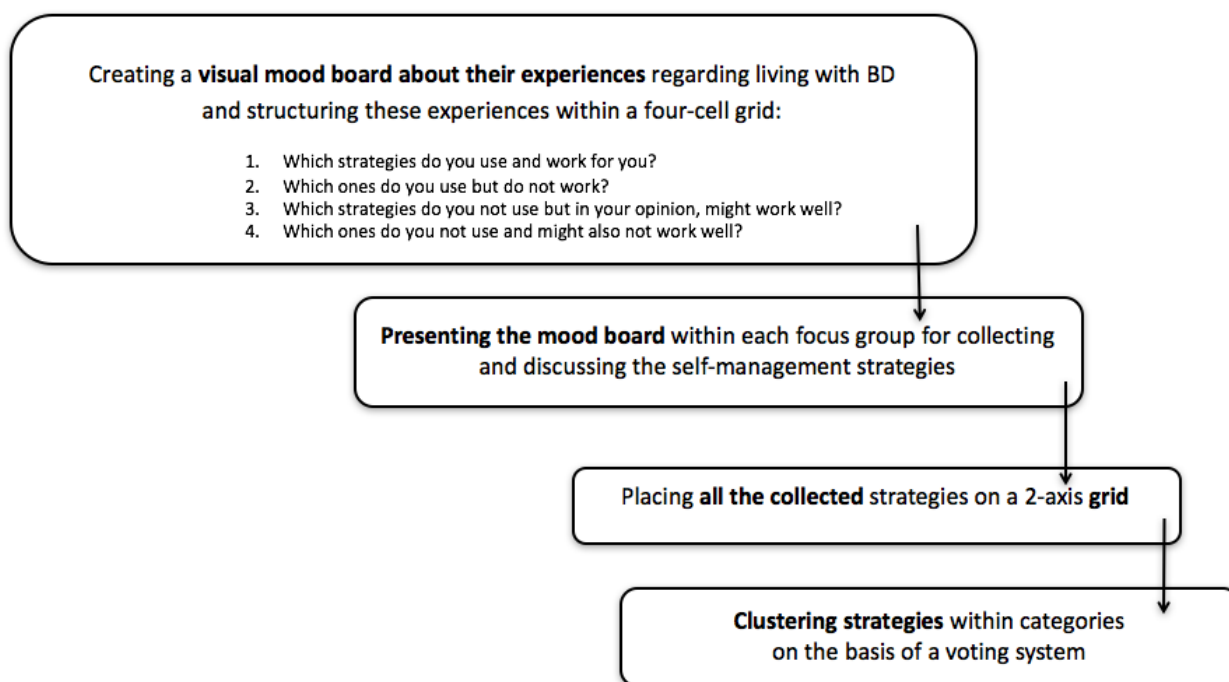 Creating a visual mood board about their experiences regarding living with BD
and structuring these experiences within a four-cell grid:
1. Which strategies do you use and work for you?
2. Which ones do you use but do not work?
3. Which strategies do you not use but in your opinion, might work well?
4. Which ones do you not use and might also not work well?
Presenting the mood board within each focus group for collecting
and discussing the self-management strategies
Placing all the collected strategies on a 2-axis grid
Clustering strategies within categories
on the basis of a voting system